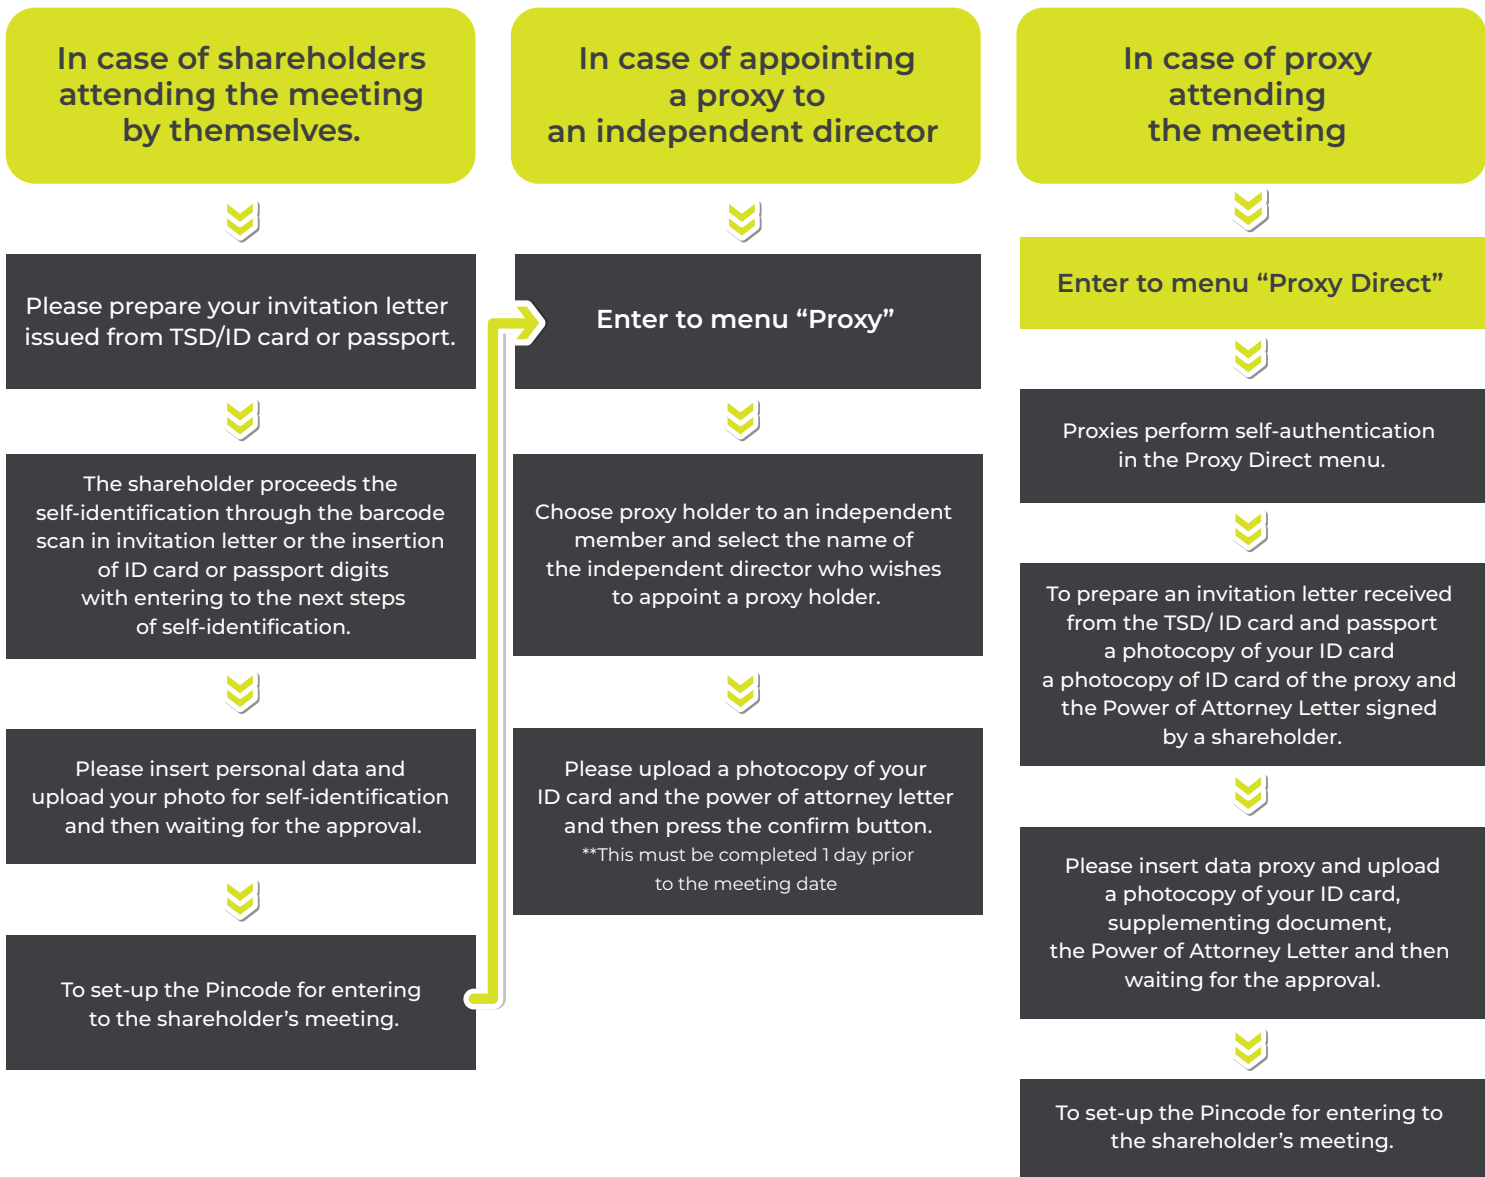 In case of shareholders
attending the meeting
by themselves.
Please prepare your invitation letter
issued from TSD/ID card or passport.
The shareholder proceeds the
self-identification through the barcode
scan in invitation letter or the insertion
of ID card or passport digits
with entering to the next steps
of self-identification.
Please insert personal data and
upload your photo for self-identification
and then waiting for the approval.
To set-up the Pincode for entering
to the shareholder’s meeting.
In case of appointing
a proxy to
an independent director
Enter to menu “Proxy”
Choose proxy holder to an independent
member and select the name of
the independent director who wishes
to appoint a proxy holder.
Please upload a photocopy of your
ID card and the power of attorney letter
and then press the confirm button.
**This must be completed 1 day prior
to the meeting date
In case of proxy
attending
the meeting
Enter to menu “Proxy Direct”
Proxies perform self-authentication
in the Proxy Direct menu.
To prepare an invitation letter received
from the TSD/ ID card and passport
a photocopy of your ID card
a photocopy of ID card of the proxy and
the Power of Attorney Letter signed
by a shareholder.
Please insert data proxy and upload
a photocopy of your ID card,
supplementing document,
the Power of Attorney Letter and then
waiting for the approval.
To set-up the Pincode for entering to
the shareholder’s meeting.